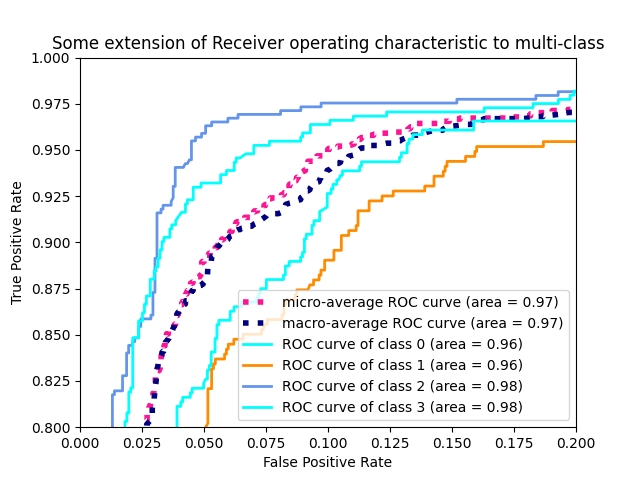 Some extension of Receiver operating characteristic to multi-class
1.000
0.975
0.950
0.925
0.900
0.875
0.850
0.825
0.800
True Positive Rate
micro-average ROC curve (area = 0.97)
macro-average ROC curve (area = 0.97)
ROC curve of class 0 (area = 0.96)
ROC curve of class 1 (area = 0.96)
ROC curve of class 2 (area = 0.98)
ROC curve of class 3 (area = 0.98)
0.000 0.025 0.050 0.075 0.100 0.125 0.150 0.175 0.200
False Positive Rate